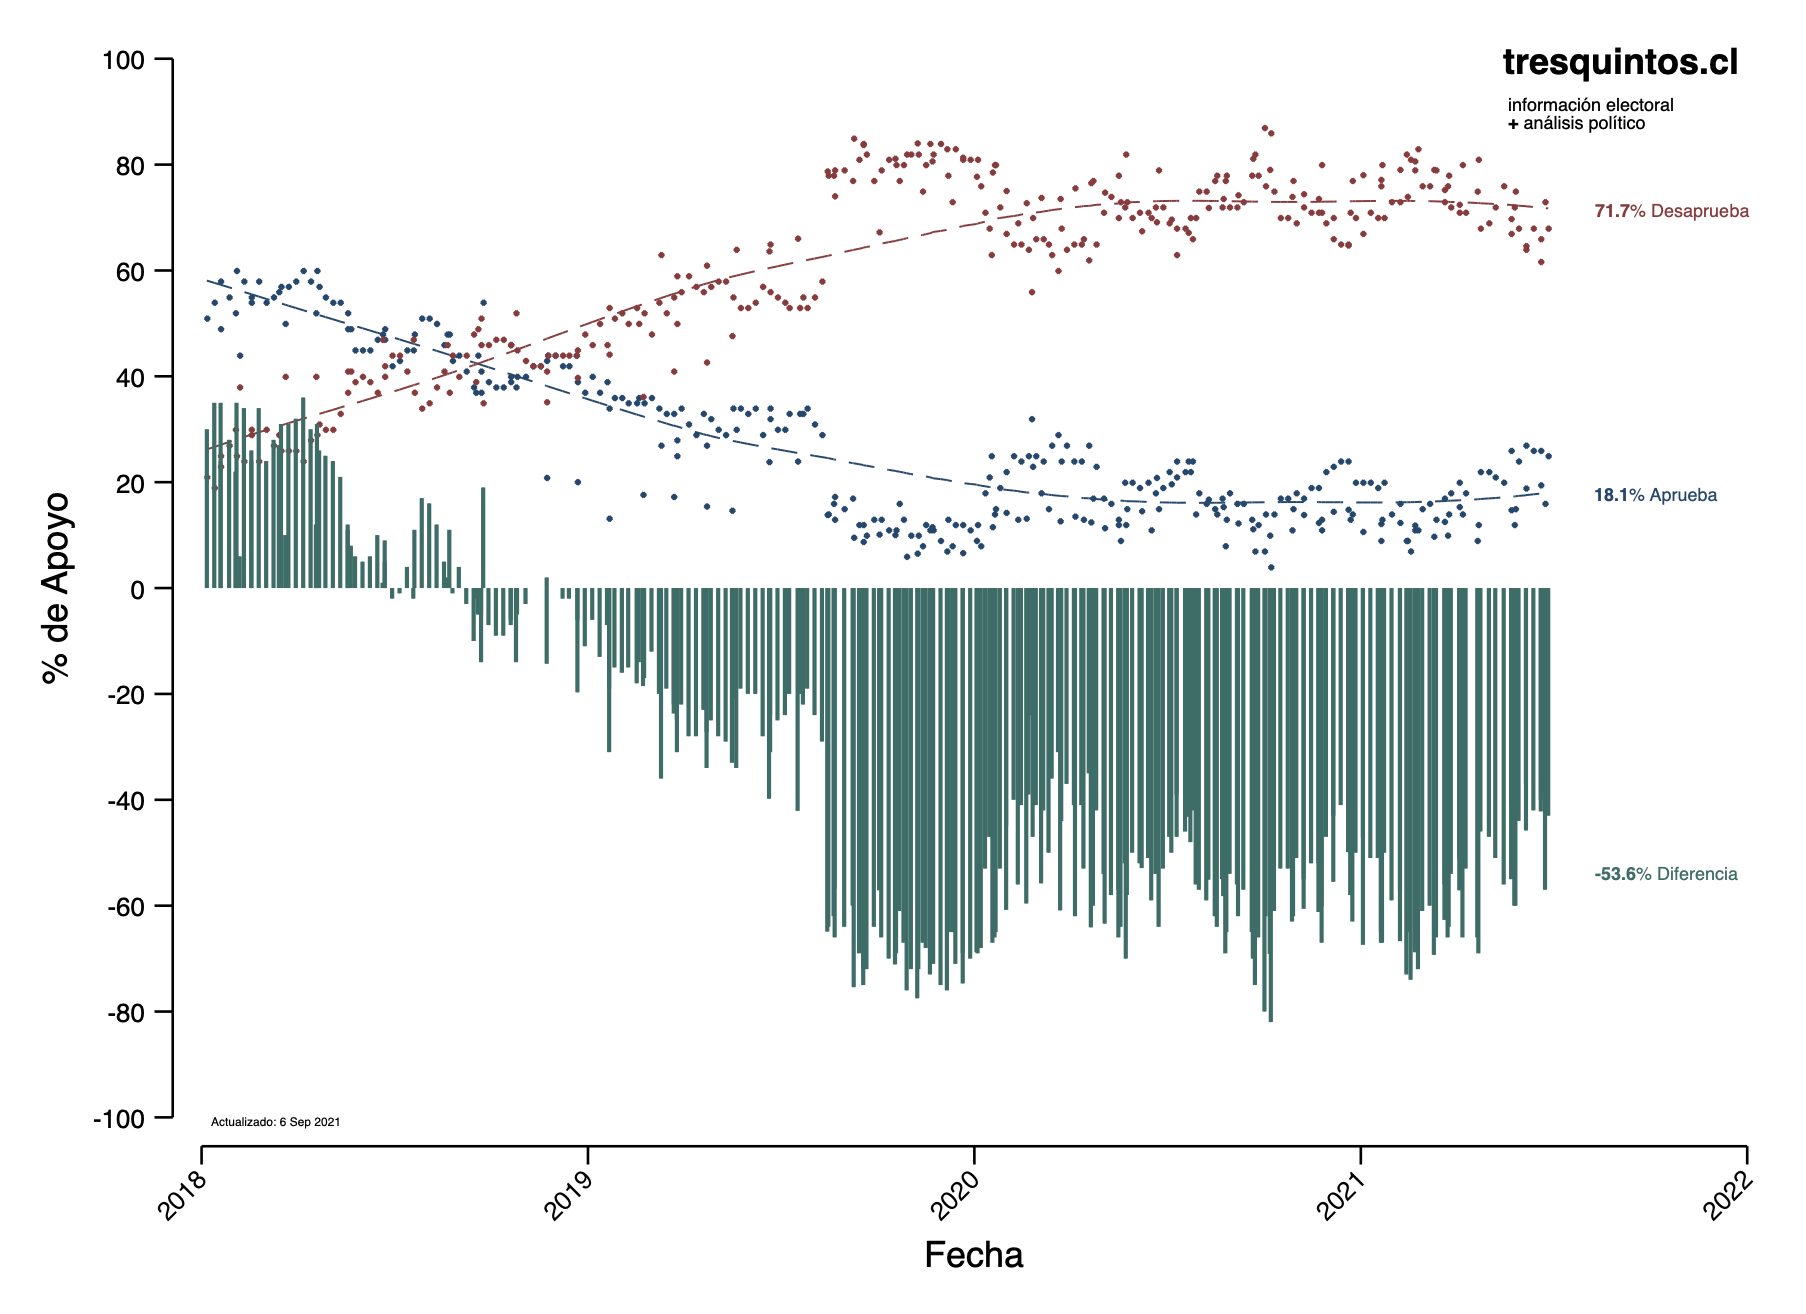 tresquintos.cl
información electoral
+ análisis político
100
80
60
40
20
0
-20
-40
-60
-80
-100
% de Apoyo
71.7% Desaprueba
18.1% Aprueba
-53.6% Diferencia
Actualizado: 6 Sep 2021
2018
2019
2020
2021
2022
Fecha